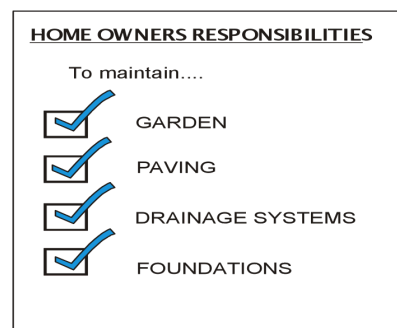 HOME OWNERS RESPONSIBILITIES
To maintain....
GARDEN
PAVING
DRAINAGE SYSTEMS
FOUNDATIONS